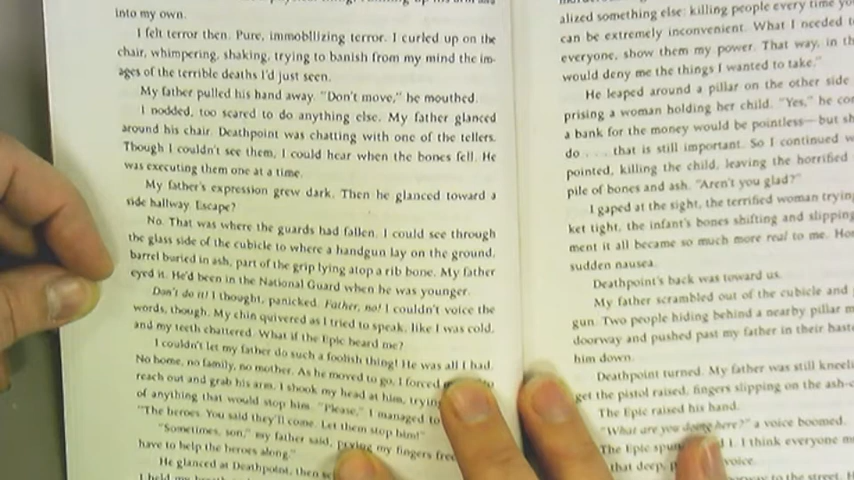 into my own.
I felt terror then. Pure, immobilizing terror. I curled up on the
chair, whimpering, shaking, trying to banish from my mind the im-
ages of the terrible deaths I'd just seen.
My father pulled his hand away. "Don't move," he mouthed.
I nodded, too scared to do anything else. My father glanced
around his chair. Deathpoint was chatting with one of the tellers.
Though I couldn't see them, I could hear when the bones fell. He
was executing them one at a time.
My father's expression grew dark. Then he glanced toward a
side hallway. Escape?
No. That was where the guards had fallen. I could see through
the glass side of the cubicle to where a handgun lay on the ground,
barrel buried in ash, part of the grip lying atop a rib bone. My father
eyed it. He'd been in the National Guard when he was younger.
Don't do it! I thought, panicked. Father, no! I couldn't voice the
words, though. My chin quivered as I tried to speak, like I was cold,
and my teeth chattered. What if the Epic heard me?
I couldn't let my father do such a foolish thing! He was all I had.
No home, no family, no mother. As he moved to go, I forced
reach out and grab his arm. I shook my head at him, trying
of anything that would stop him. "Please," I managed to
"The heroes. You said they'll come. Let them stop him!"
"Sometimes, son," my father said, prying my fingers free
have to help the heroes along."
He glanced at Deathpoint, then
I held my
alized something else: killing people every time
can be extremely inconvenient. What I needed
everyone, show them my power. That way, in
would deny me the things I wanted to take."
He leaped around a pillar on the other side
prising a woman holding her child. "Yes," he
a bank for the money would be pointless—but
do . . . that is still important. So I continued
pointed, killing the child, leaving the horrified
pile of bones and ash. "Aren't you glad?"
I gaped at the sight, the terrified woman trying
ket tight, the infant's bones shifting and slipping
ment it all became so much more real to me.
sudden nausea.
Deathpoint's back was toward us.
My father scrambled out of the cubicle and
gun. Two people hiding behind a nearby pillar
doorway and pushed past my father in their haste
him down.
Deathpoint turned. My father was still
get the pistol raised, fingers slipping on the
The Epic raised his hand.
"What are you doing here?" a voice boomed.
The Epic I think everyone
that deep, voice.